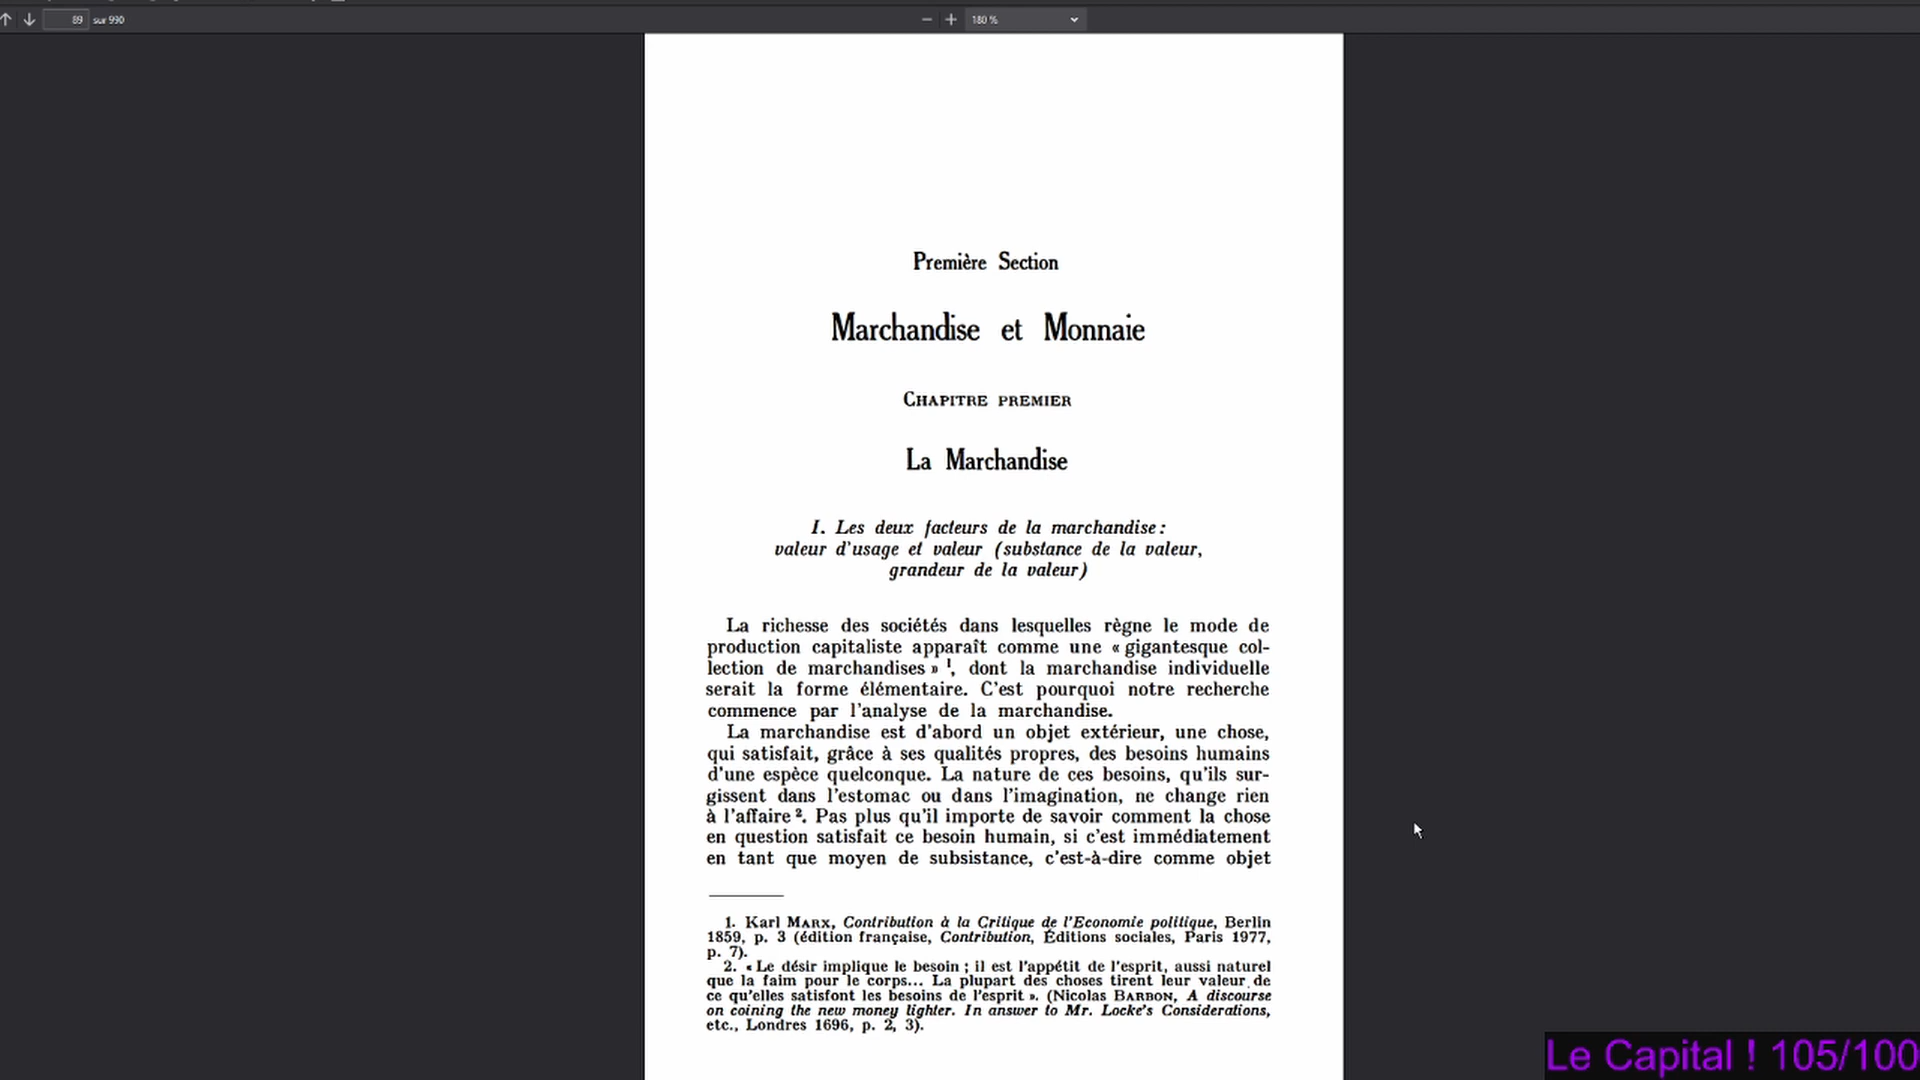 89 sur 990
180 %
Première Section
Marchandise et Monnaie
CHAPITRE PREMIER
La Marchandise
I. Les deux facteurs de la marchandise :
valeur d'usage et valeur (substance de la valeur,
grandeur de la valeur)
La richesse des sociétés dans lesquelles règne le mode de
production capitaliste apparaît comme une « gigantesque col-
lection de marchandises » ¹, dont la marchandise individuelle
serait la forme élémentaire. C'est pourquoi notre recherche
commence par l'analyse de la marchandise.
La marchandise est d'abord un objet extérieur, une chose,
qui satisfait, grâce à ses qualités propres, des besoins humains
d'une espèce quelconque. La nature de ces besoins, qu'ils sur-
gissent dans l'estomac ou dans l'imagination, ne change rien
à l'affaire ². Pas plus qu'il importe de savoir comment la chose
en question satisfait ce besoin humain, si c'est immédiatement
en tant que moyen de subsistance, c'est-à-dire comme objet
1. Karl MARX, Contribution à la Critique de l'Economie politique, Berlin
1859, p. 3 (édition française, Contribution, Éditions sociales, Paris 1977,
p. 7).
2. « Le désir implique le besoin ; il est l'appétit de l'esprit, aussi naturel
que la faim pour le corps... La plupart des choses tirent leur valeur de
ce qu'elles satisfont les besoins de l'esprit ». (Nicolas BARBON, A discourse
on coining the new money lighter. In answer to Mr. Locke's Considerations,
etc., Londres 1696, p. 2, 3).
Le Capital ! 105/100